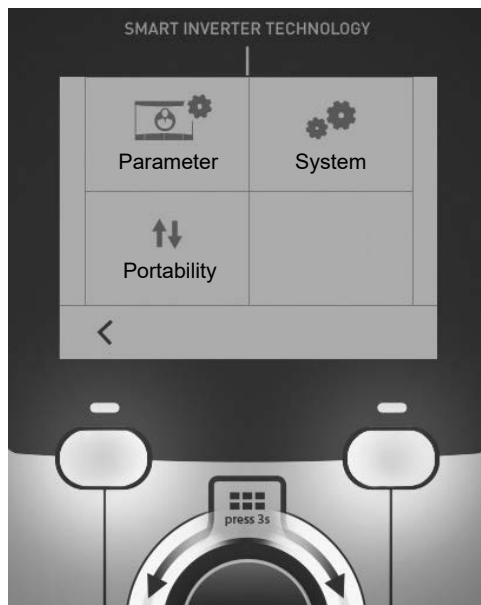 SMART INVERTER TECHNOLOGY
Parameter
System
Portability
press 3s